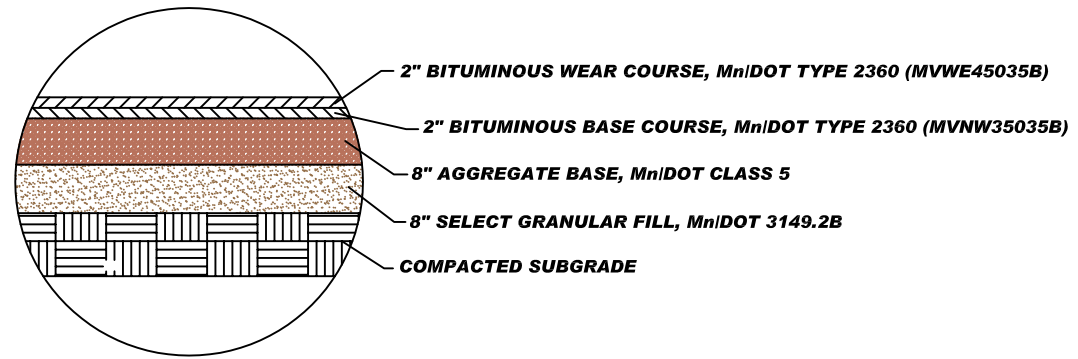 2" BITUMINOUS WEAR COURSE, Mn/DOT TYPE 2360 (MVWE45035B)
2" BITUMINOUS BASE COURSE, Mn/DOT TYPE 2360 (MVNW35035B)
8" AGGREGATE BASE, Mn/DOT CLASS 5
8" SELECT GRANULAR FILL, Mn/DOT 3149.2B
COMPACTED SUBGRADE